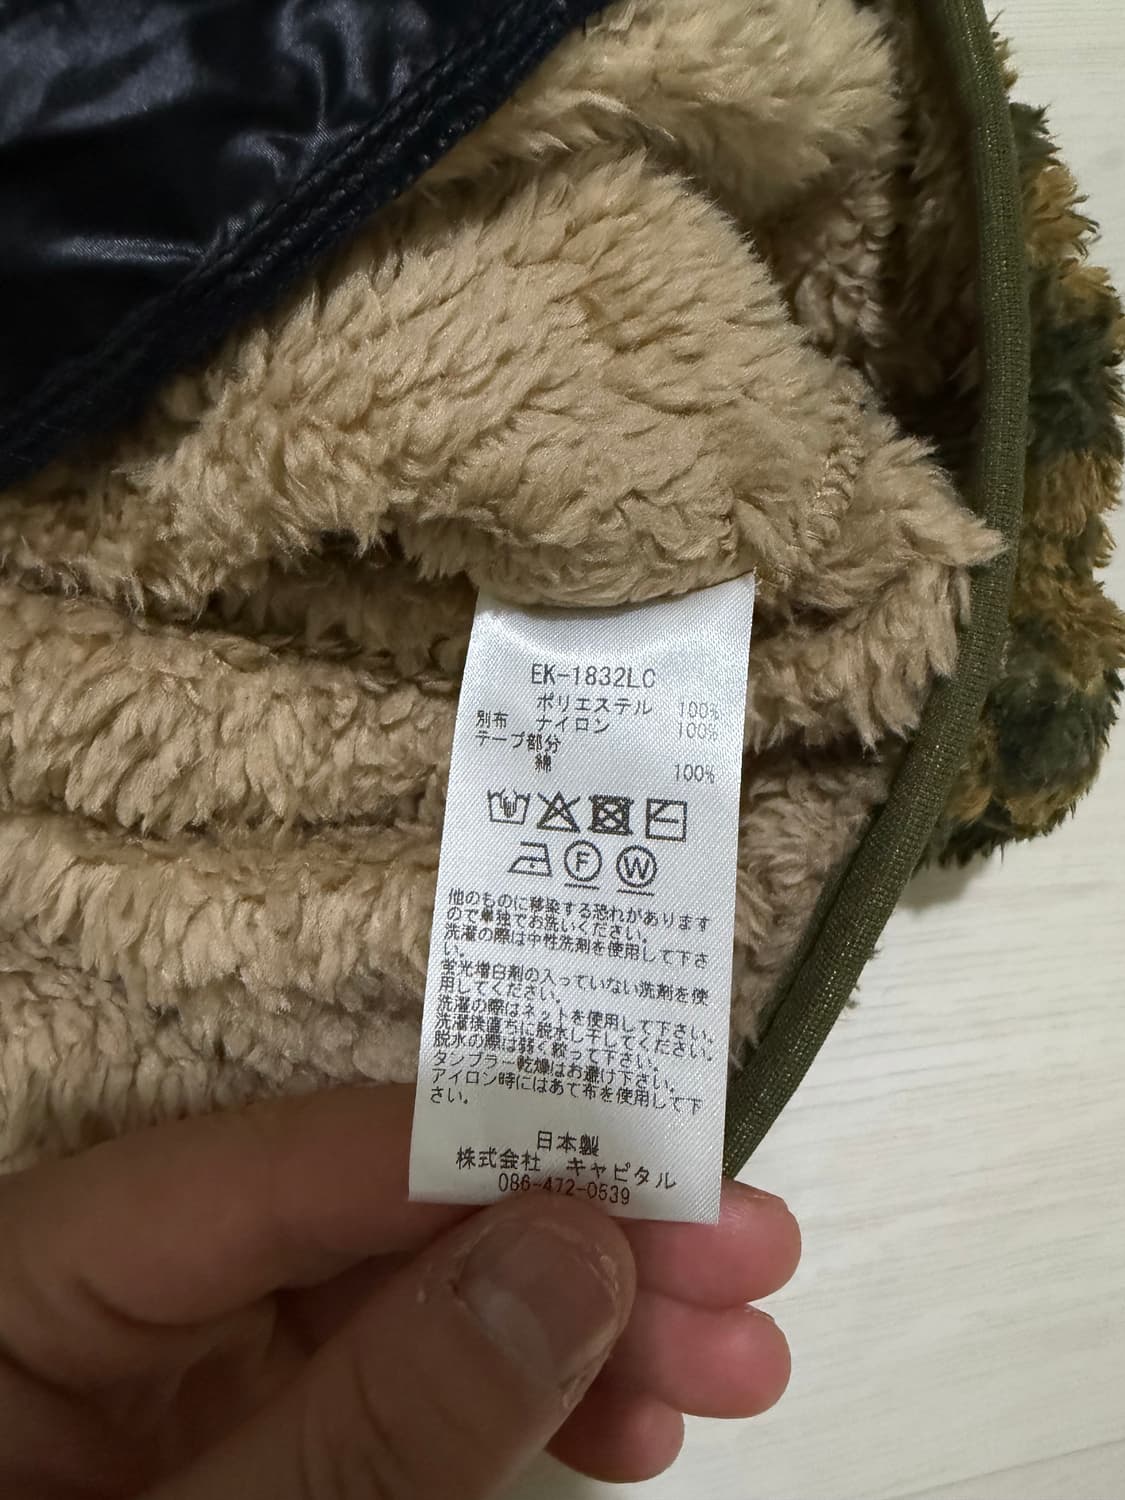 EK-1832LC
ポリエステル 100%
別布 ナイロン 100%
テープ部分
綿 100%
F W
他のものに移染する恐れがあります
ので単独でお洗いください。
洗濯の際は中性洗剤を使用して下さ
い。
蛍光増白剤の入っていない洗剤を使
用してください。
洗濯の際はネットを使用して下さい。
洗濯後直ちに脱水し干してください。
脱水の際は弱く絞って下さい。
タンブラー乾燥はお避け下さい。
アイロン時にはあて布を使用して下
さい。
日本製
株式会社 キャピタル
086-472-0539